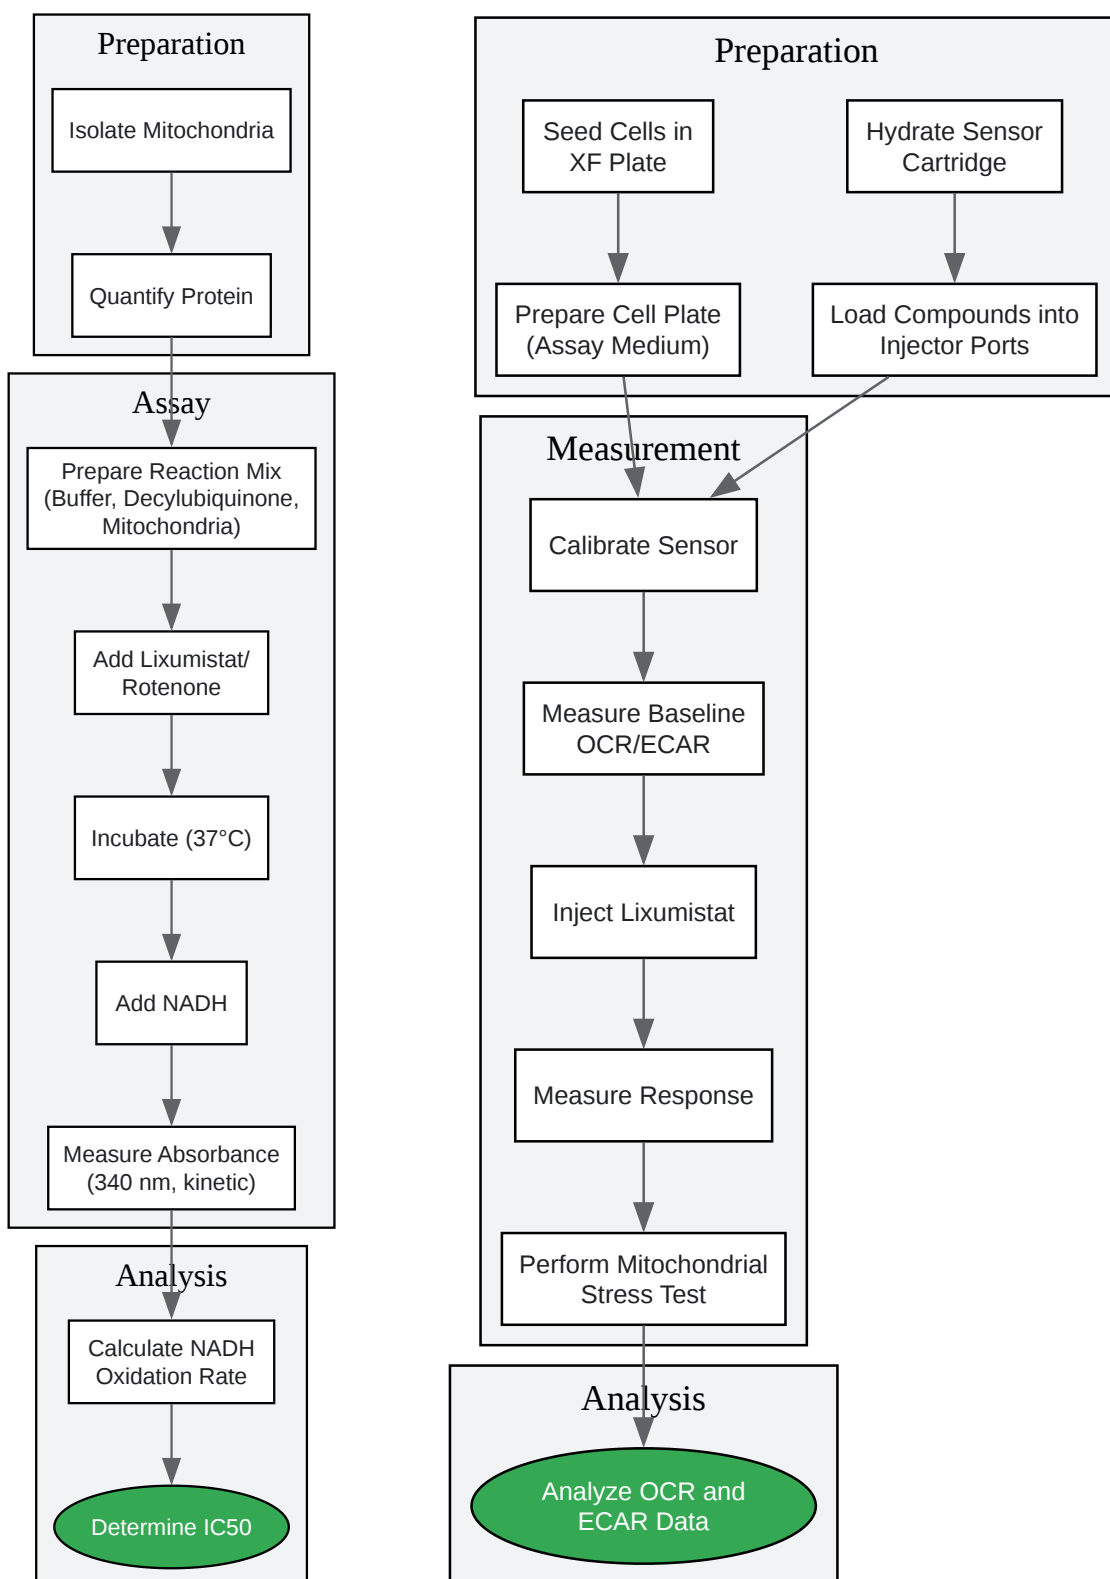 Preparation
Isolate Mitochondria
Quantify Protein
Assay
Prepare Reaction Mix
(Buffer, Decylubiquinone,
Mitochondria)
Add Lixumistat/
Rotenone
Incubate (37°C)
Add NADH
Measure Absorbance
(340 nm, kinetic)
Analysis
Calculate NADH
Oxidation Rate
Determine IC50
Preparation
Seed Cells in
XF Plate
Hydrate Sensor
Cartridge
Prepare Cell Plate
(Assay Medium)
Load Compounds into
Injector Ports
Measurement
Calibrate Sensor
Measure Baseline
OCR/ECAR
Inject Lixumistat
Measure Response
Perform Mitochondrial
Stress Test
Analysis
Analyze OCR and
ECAR Data